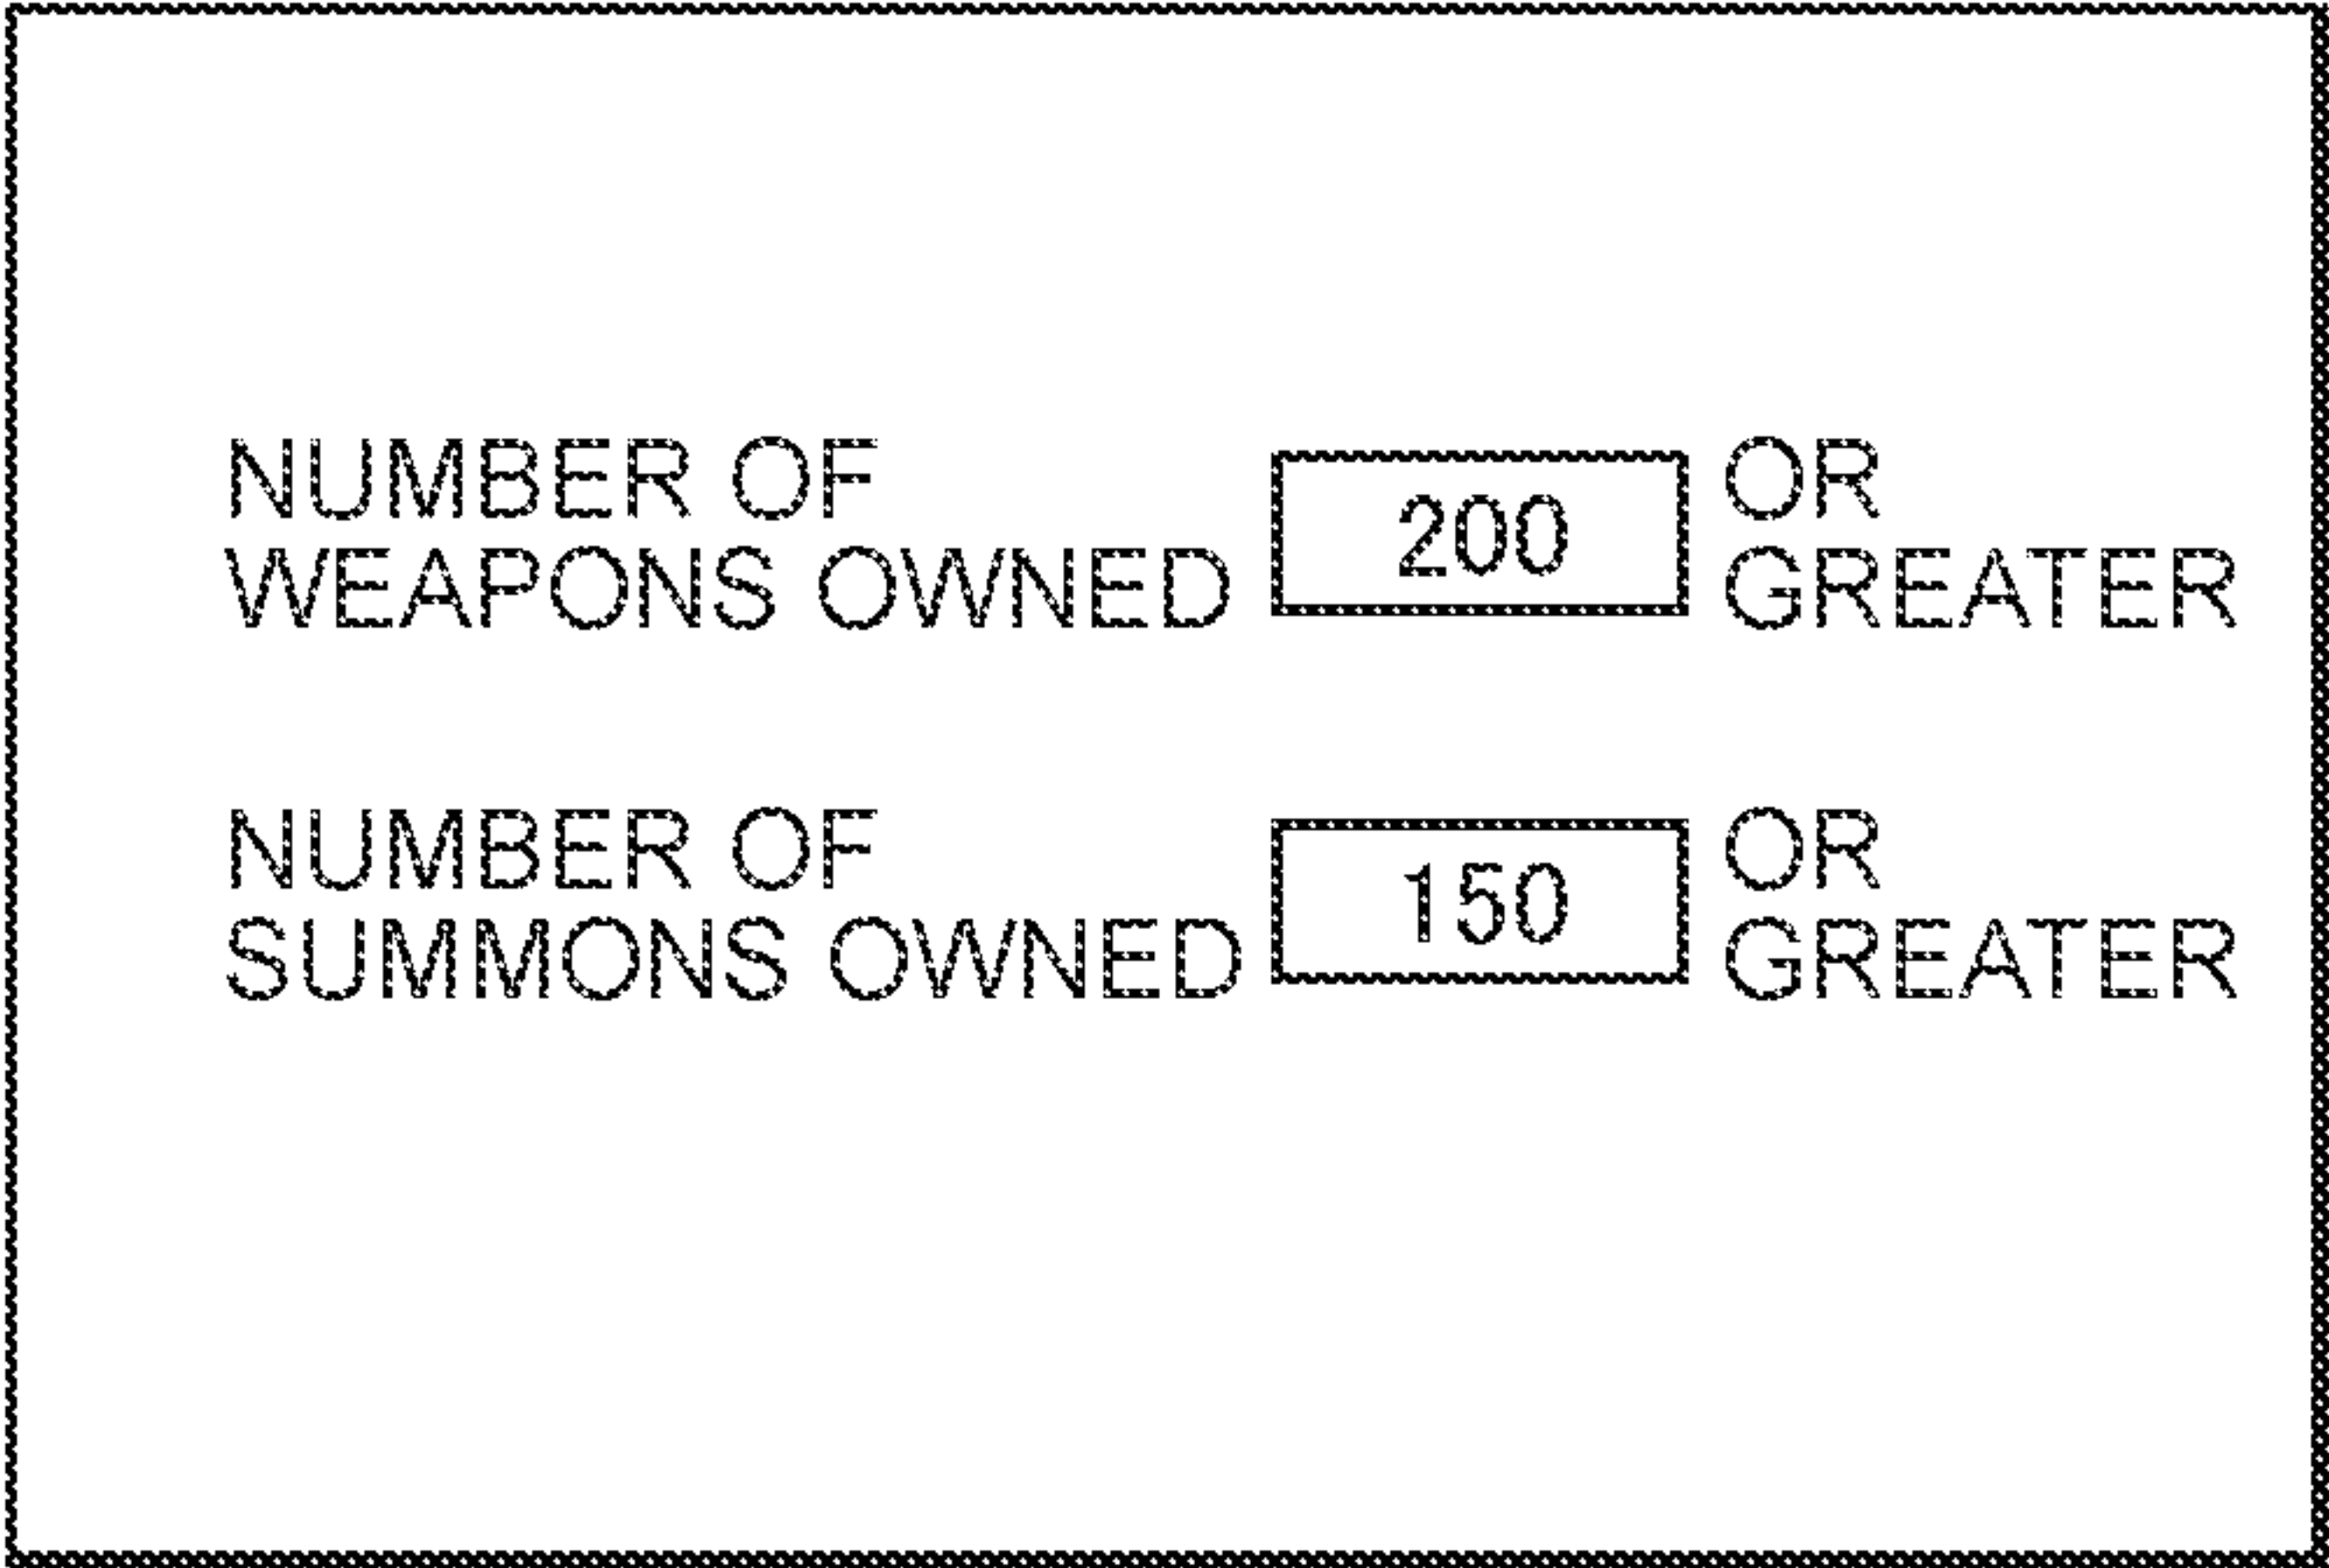 NUMBER OF
WEAPONS OWNED 200 OR
GREATER
NUMBER OF
SUMMONS OWNED 150 OR
GREATER